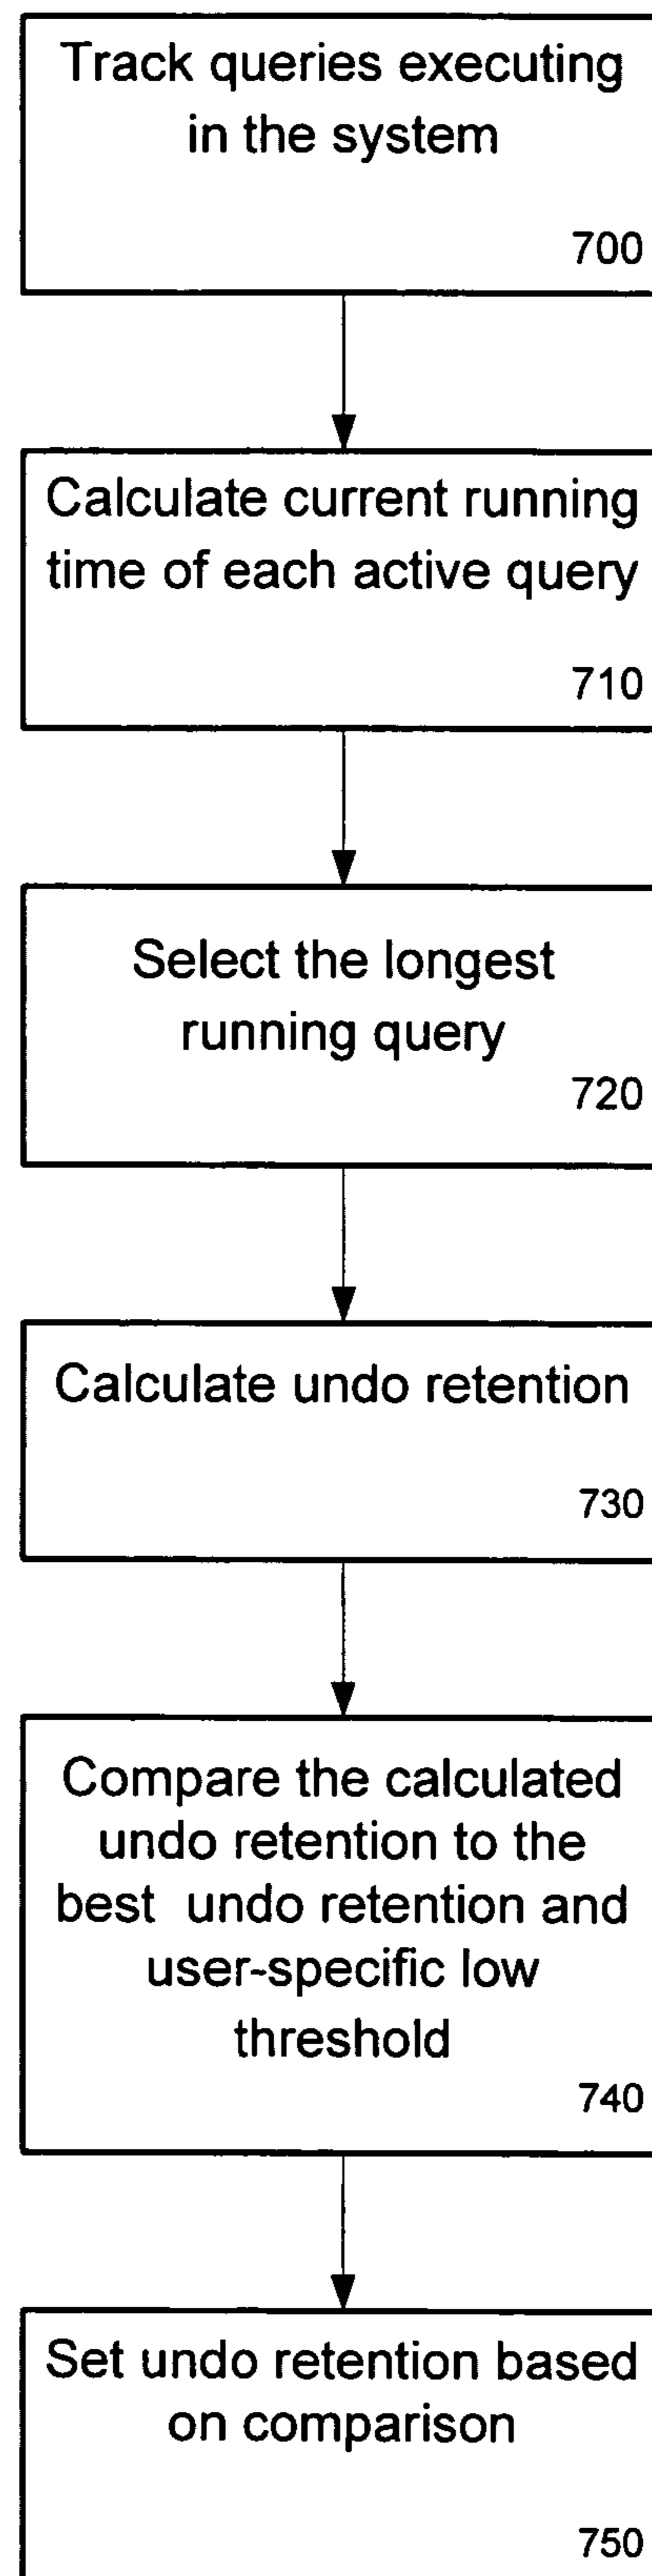 Track queries executing
in the system
700
Calculate current running
time of each active query
710
Select the longest
running query
720
Calculate undo retention
730
Compare the calculated
undo retention to the
best undo retention and
user-specific low
threshold
740
Set undo retention based
on comparison
750